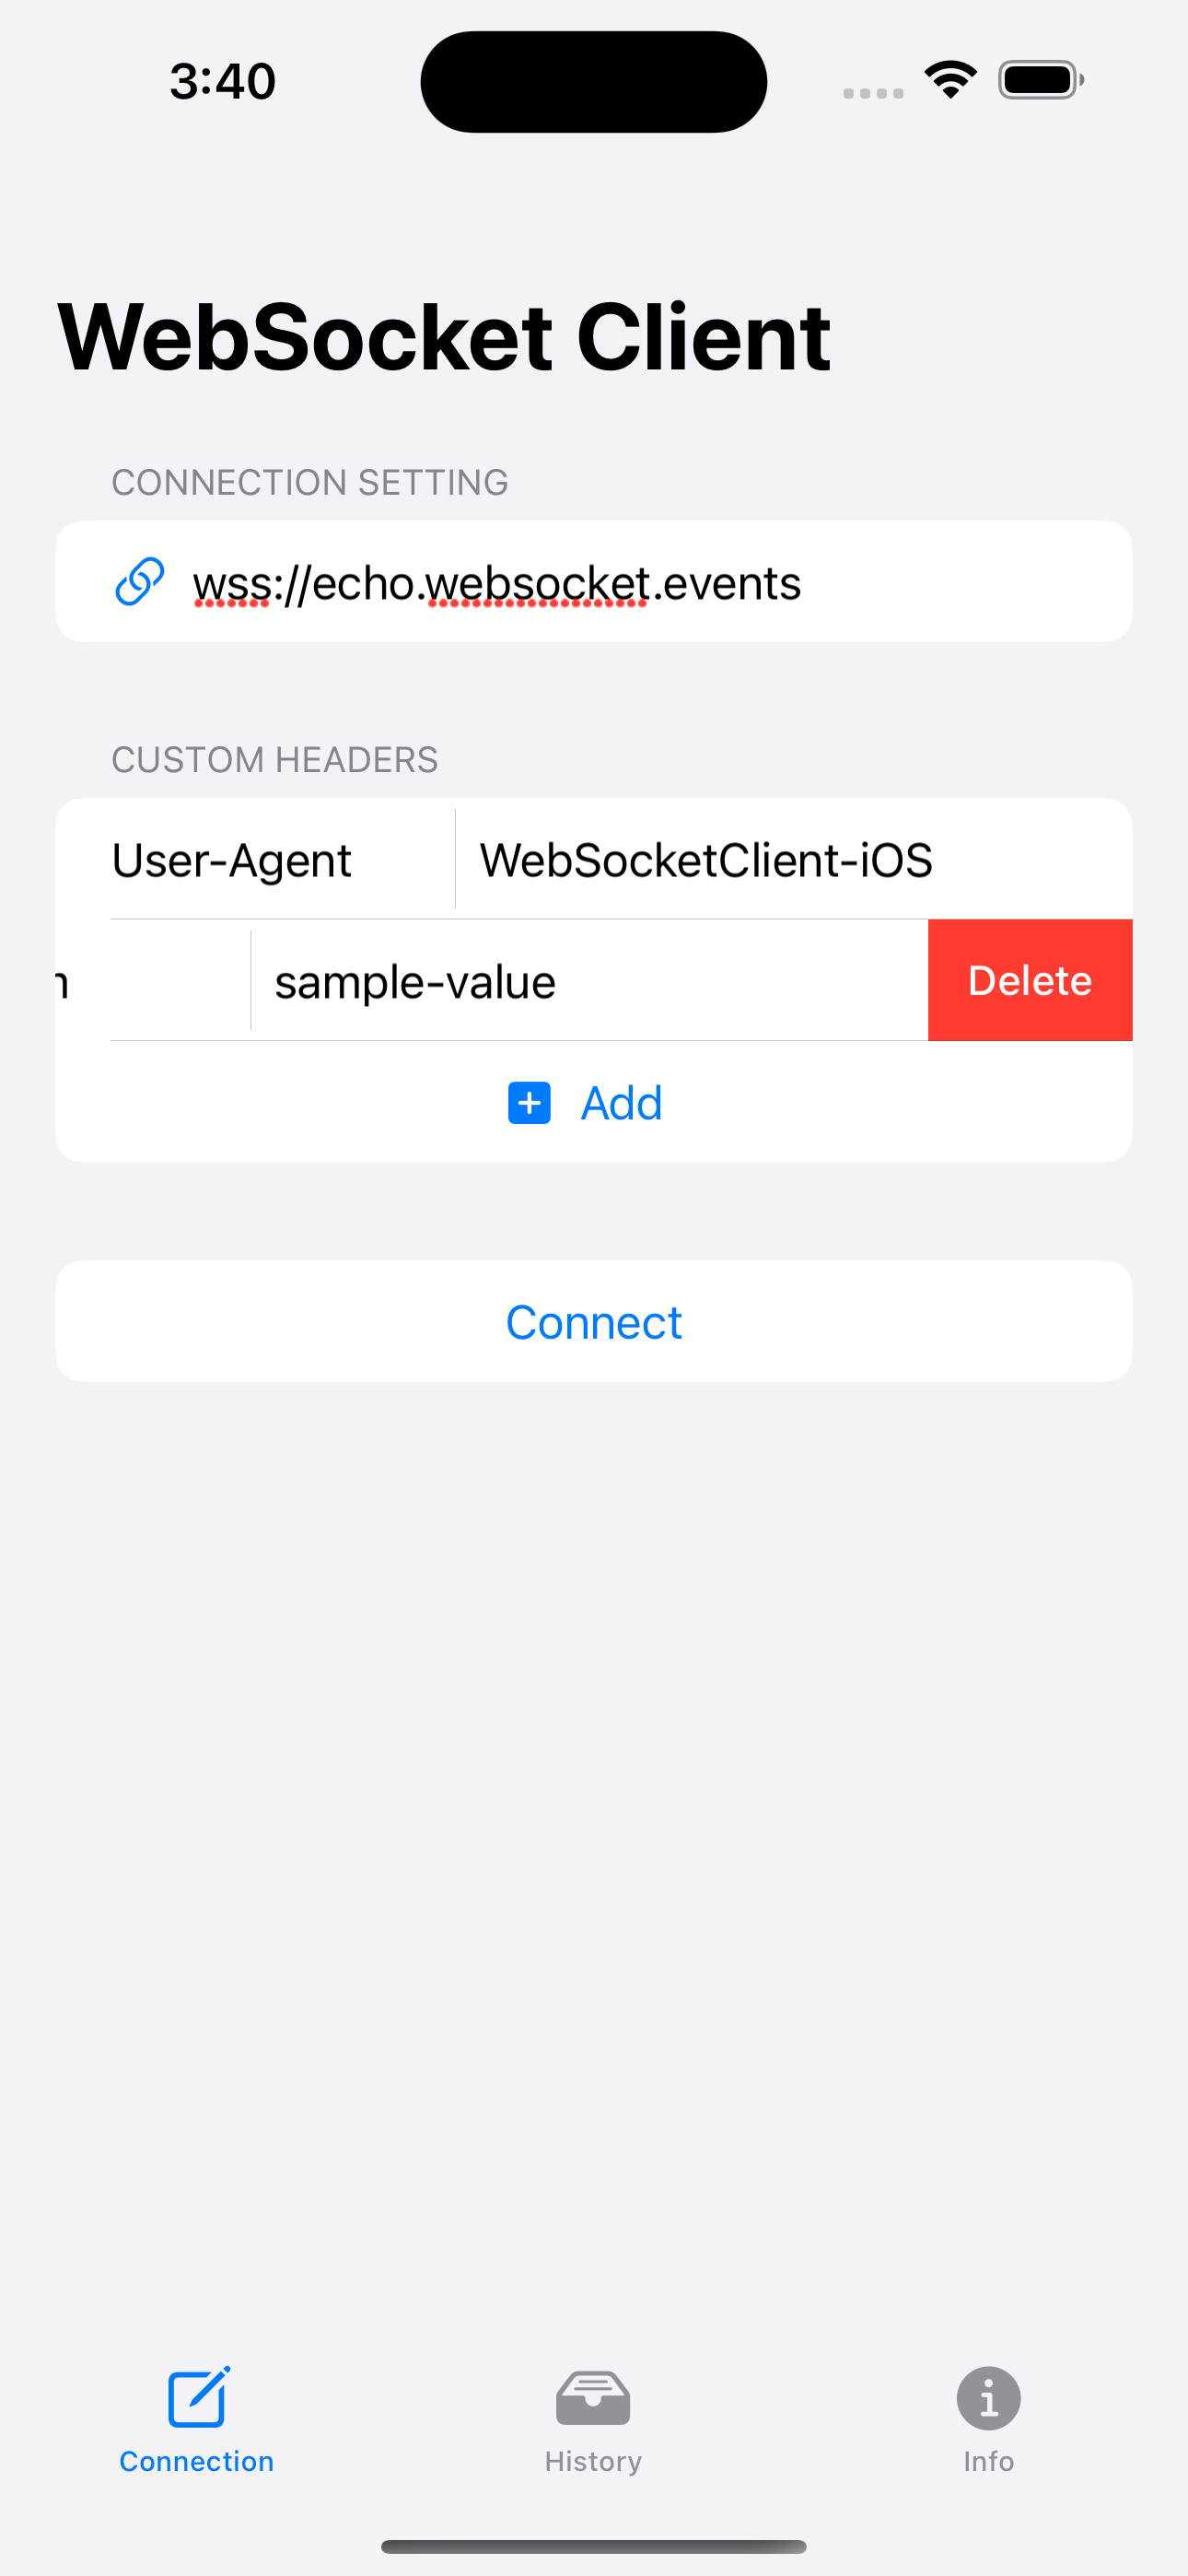 3:40
WebSocket Client
CONNECTION SETTING
wss://echo.websocket.events
CUSTOM HEADERS
User-Agent WebSocketClient-iOS
sample-value Delete
Add
Connect
Connection History Info